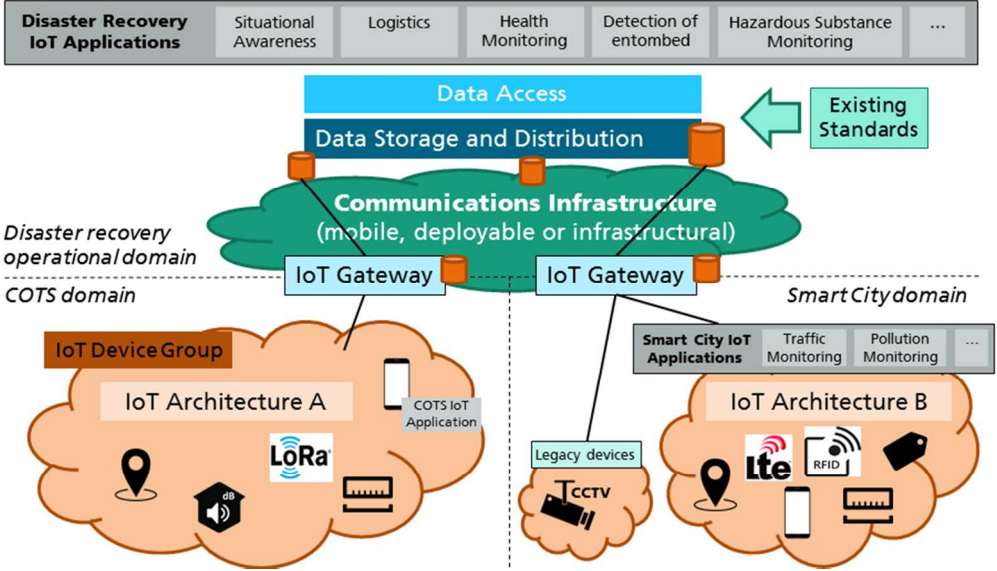 Disaster Recovery
IoT Applications
Situational
Awareness
Logistics
Health
Monitoring
Detection of
entombed
Hazardous Substance
Monitoring
...
Data Access
Data Storage and Distribution
Existing
Standards
Communications Infrastructure
(mobile, deployable or infrastructural)
Disaster recovery
operational domain
IoT Gateway
IoT Gateway
COTS domain
Smart City domain
IoT Device Group
Smart City IoT
Applications
Traffic
Monitoring
Pollution
Monitoring
...
IoT Architecture A
COTS IoT
Application
IoT Architecture B
LoRa
dB
Legacy devices
CCTV
Lte
RFID